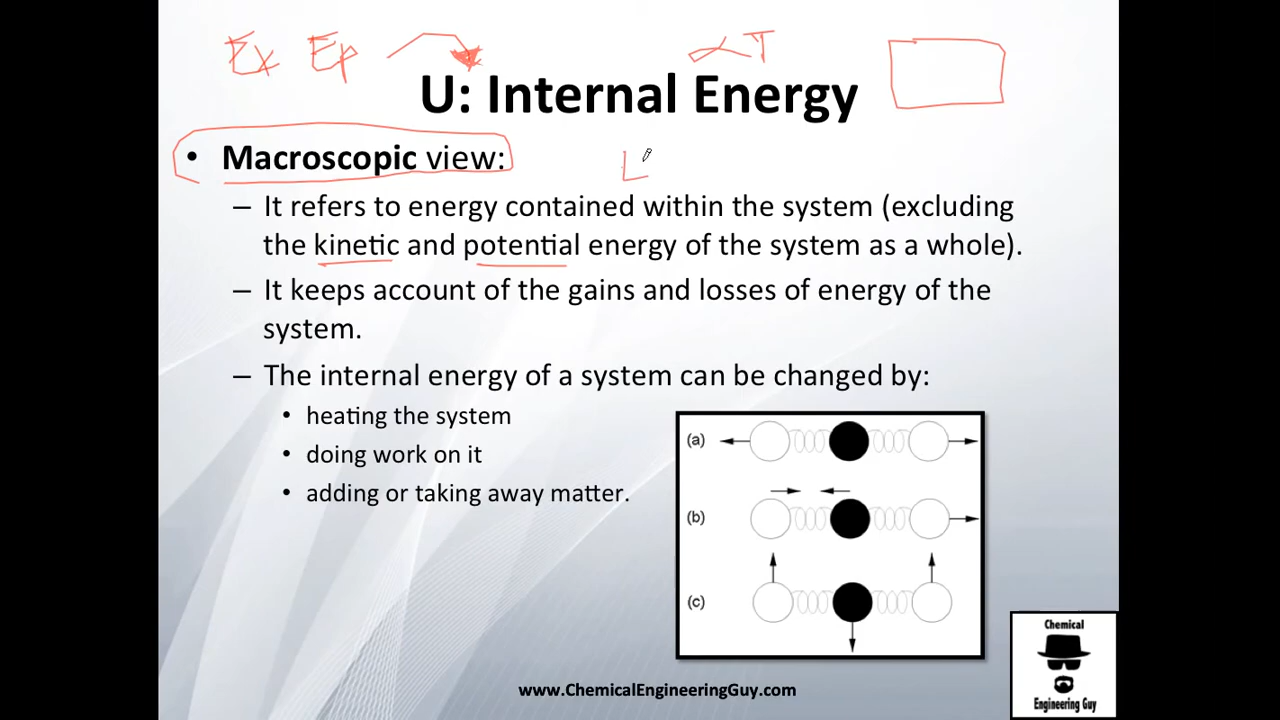 Ek Ep ∝T
U: Internal Energy
• Macroscopic view:
– It refers to energy contained within the system (excluding
the kinetic and potential energy of the system as a whole).
– It keeps account of the gains and losses of energy of the
system.
– The internal energy of a system can be changed by:
• heating the system
• doing work on it
• adding or taking away matter.
(a)
(b)
(c)
Chemical
Engineering Guy
www.ChemicalEngineeringGuy.com